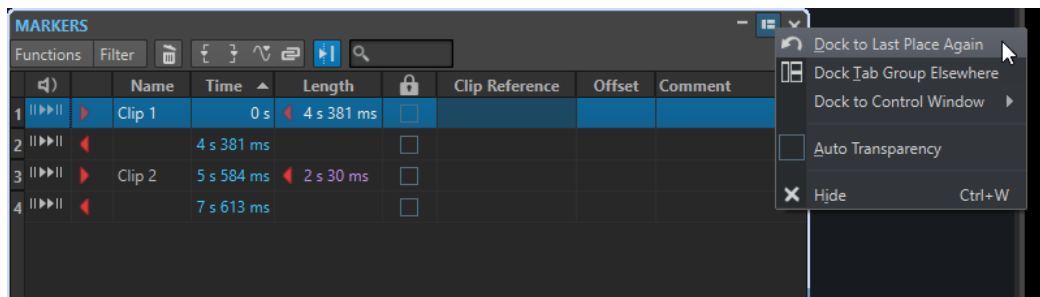 MARKERS
Functions Filter
Dock to Last Place Again
Name Time Length Clip Reference Offset Comment
Dock Tab Group Elsewhere
1 Clip 1 0 s 4 s 381 ms
Dock to Control Window
2 4 s 381 ms
Auto Transparency
3 Clip 2 5 s 584 ms 2 s 30 ms
4 7 s 613 ms
Hide Ctrl+W